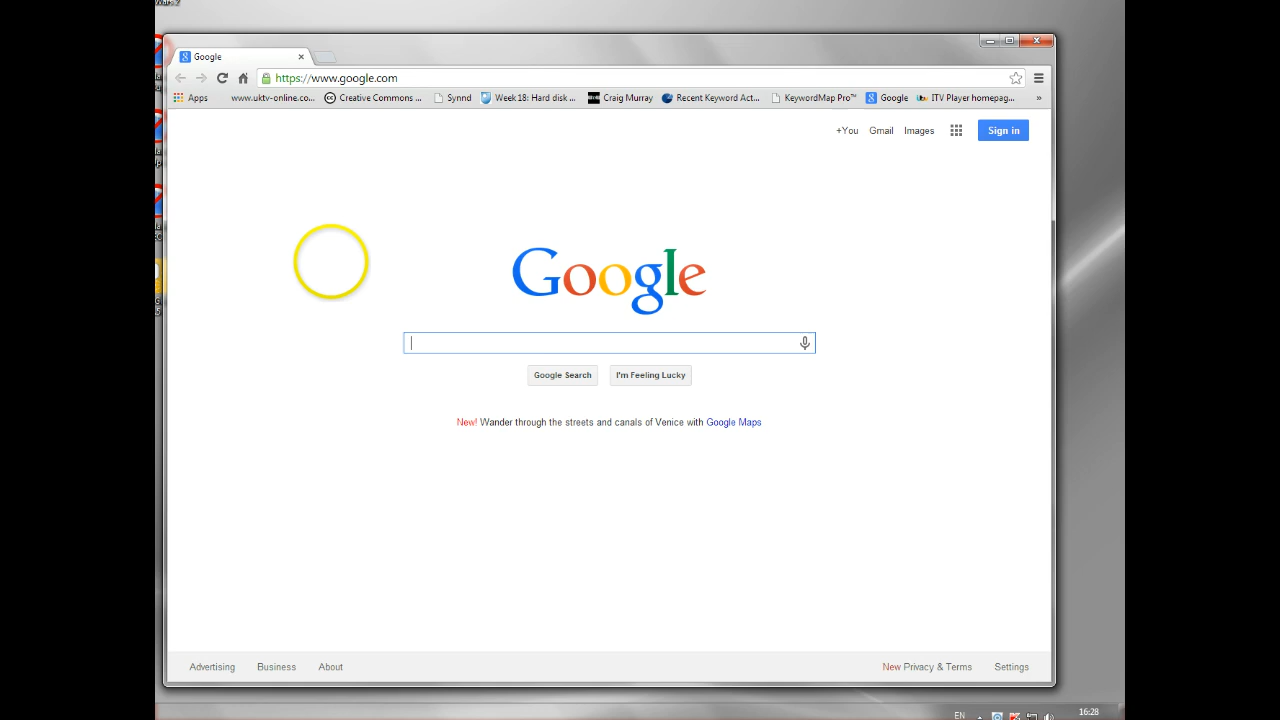 Wars 2
Google
https://www.google.com
Apps www.uktv-online.co... Creative Commons ... Synnd Week 18: Hard disk ... Craig Murray Recent Keyword Act... KeywordMap Pro™ Google itv ITV Player homepag... »
+You Gmail Images Sign in
Google
Google Search I'm Feeling Lucky
New! Wander through the streets and canals of Venice with Google Maps
Advertising Business About New Privacy & Terms Settings
EN 16:28